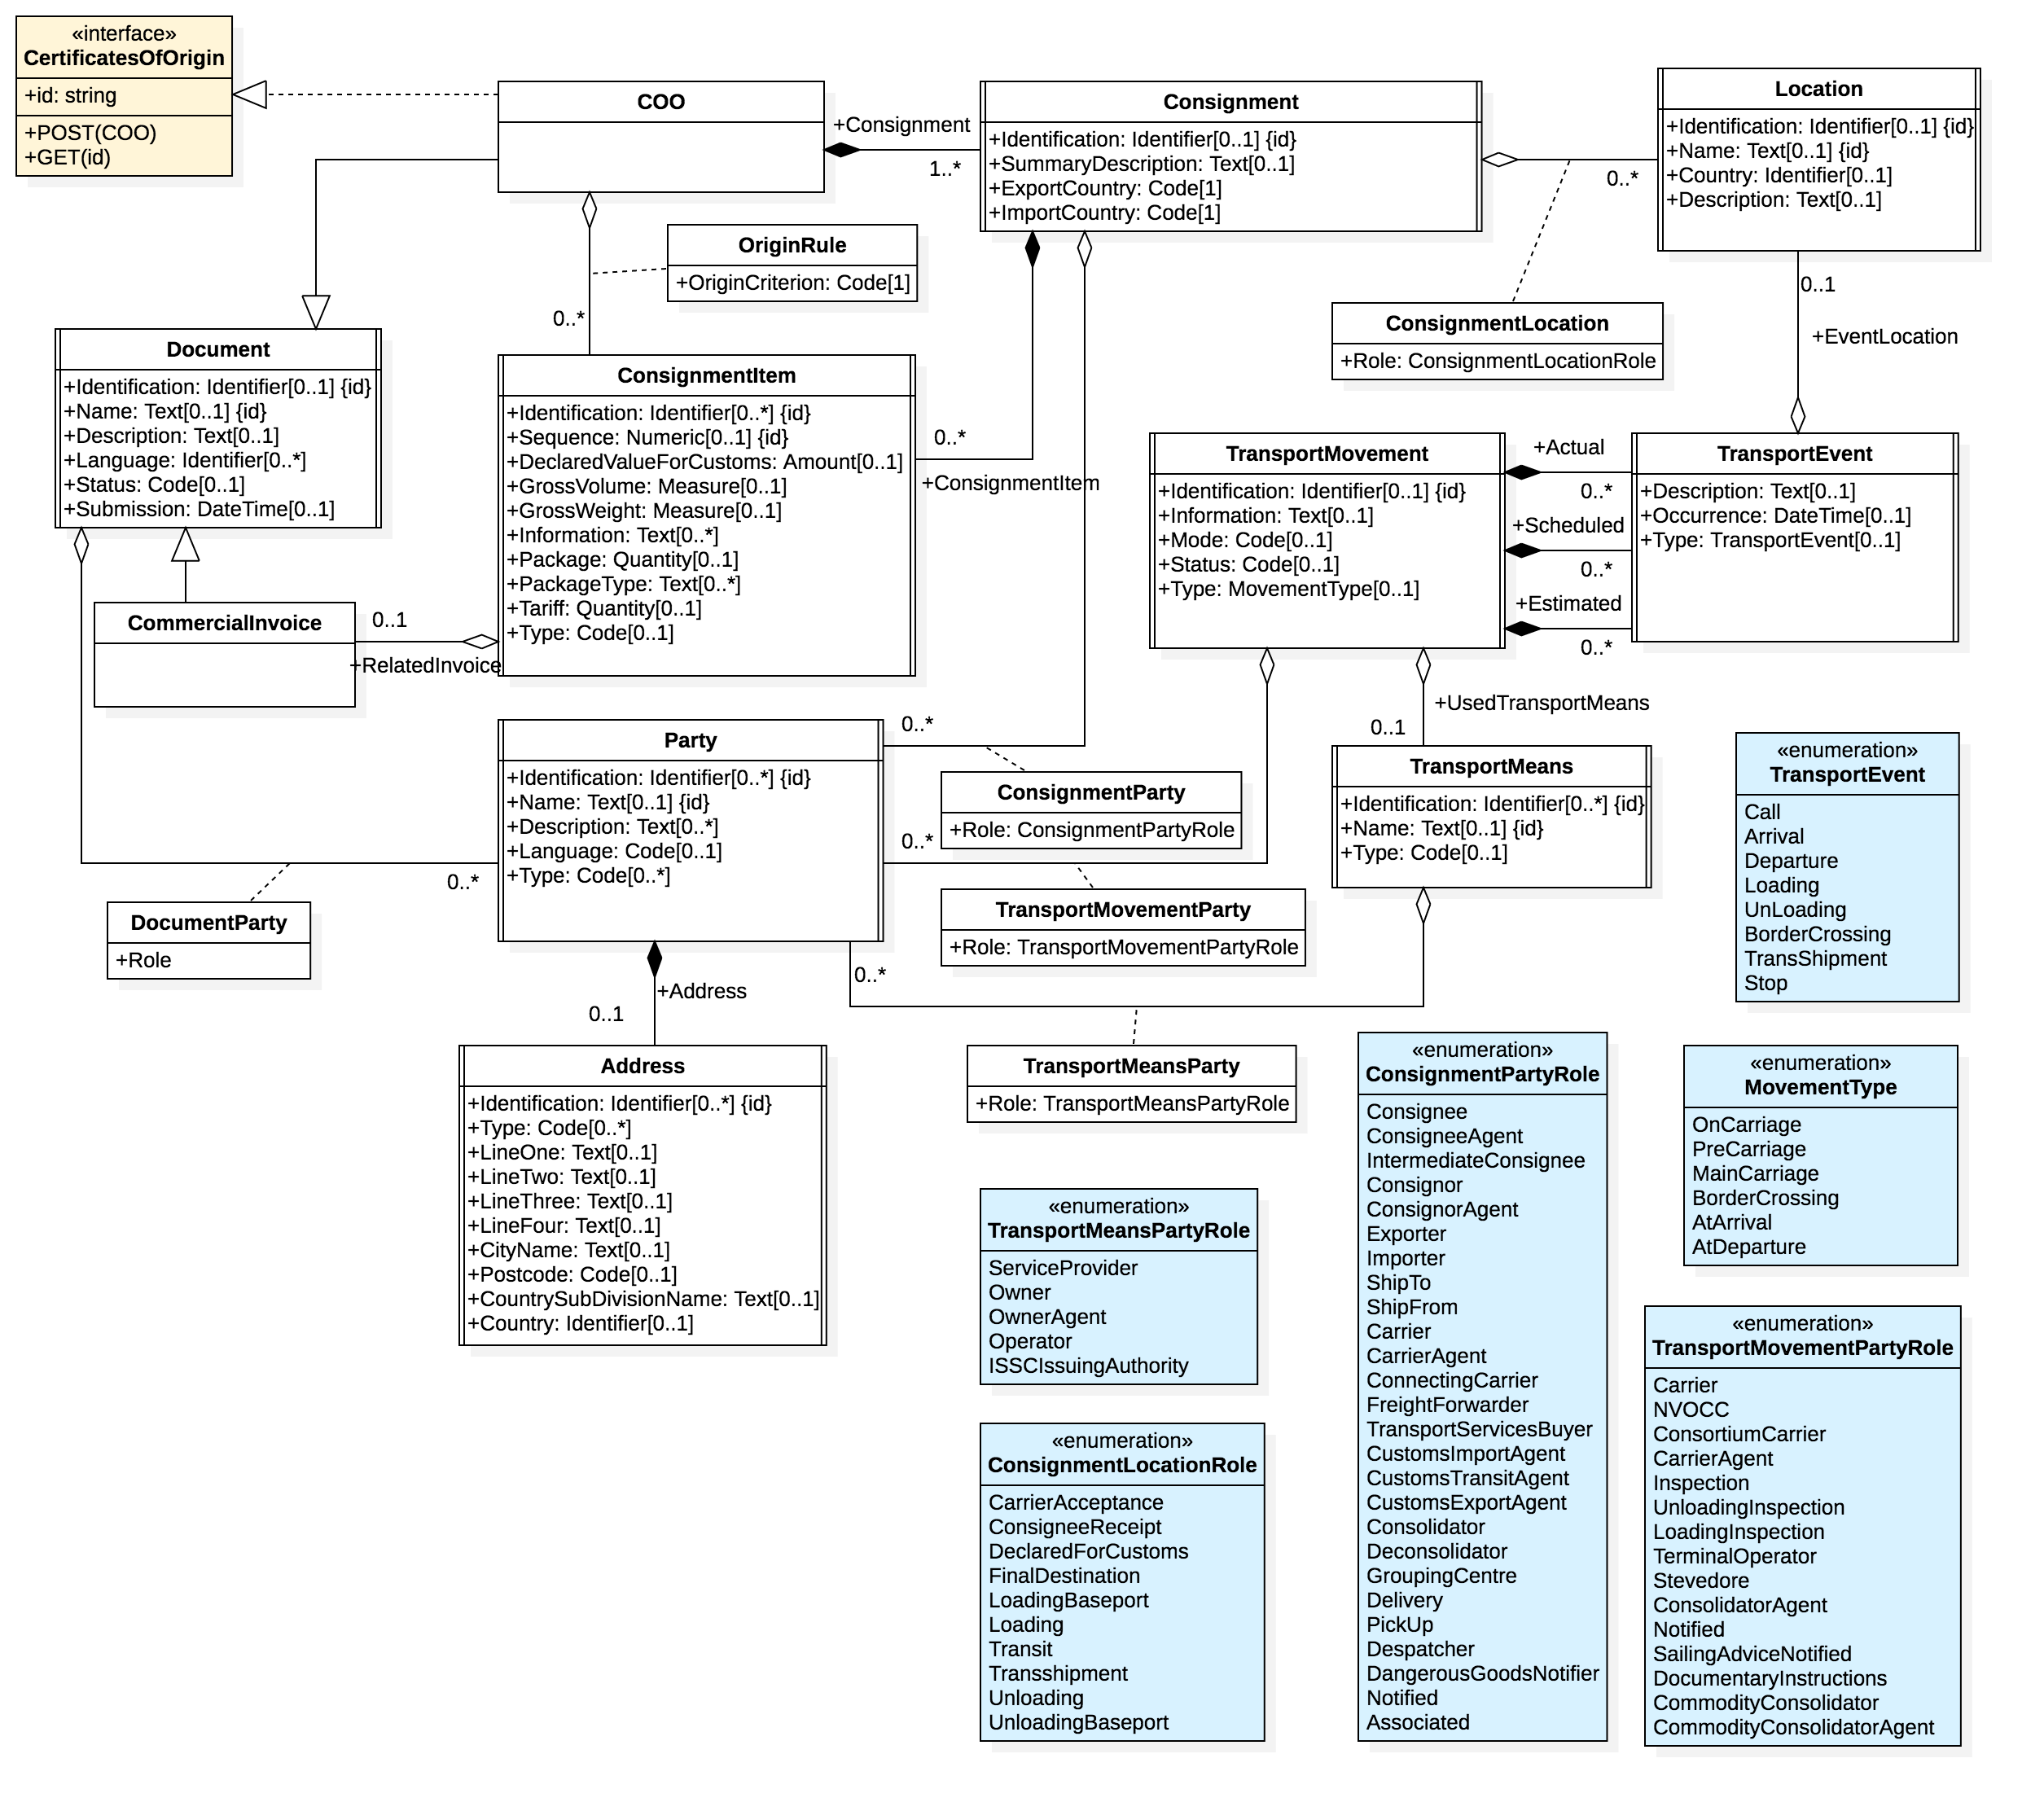 «interface»
CertificatesOfOrigin
+id: string
+POST(COO)
+GET(id)
COO
+Consignment
1..*
Consignment
+Identification: Identifier[0..1] {id}
+SummaryDescription: Text[0..1]
+ExportCountry: Code[1]
+ImportCountry: Code[1]
0..*
Location
+Identification: Identifier[0..1] {id}
+Name: Text[0..1] {id}
+Country: Identifier[0..1]
+Description: Text[0..1]
OriginRule
+OriginCriterion: Code[1]
0..*
ConsignmentLocation
+Role: ConsignmentLocationRole
0..1
+EventLocation
Document
+Identification: Identifier[0..1] {id}
+Name: Text[0..1] {id}
+Description: Text[0..1]
+Language: Identifier[0..*]
+Status: Code[0..1]
+Submission: DateTime[0..1]
ConsignmentItem
+Identification: Identifier[0..*] {id}
+Sequence: Numeric[0..1] {id}
+DeclaredValueForCustoms: Amount[0..1]
+GrossVolume: Measure[0..1]
+GrossWeight: Measure[0..1]
+Information: Text[0..*]
+Package: Quantity[0..1]
+PackageType: Text[0..*]
+Tariff: Quantity[0..1]
+Type: Code[0..1]
0..*
+ConsignmentItem
TransportMovement
+Identification: Identifier[0..1] {id}
+Information: Text[0..1]
+Mode: Code[0..1]
+Status: Code[0..1]
+Type: MovementType[0..1]
+Actual
0..*
+Scheduled
0..*
+Estimated
0..*
TransportEvent
+Description: Text[0..1]
+Occurrence: DateTime[0..1]
+Type: TransportEvent[0..1]
CommercialInvoice
0..1
+RelatedInvoice
Party
+Identification: Identifier[0..*] {id}
+Name: Text[0..1] {id}
+Description: Text[0..*]
+Language: Code[0..1]
+Type: Code[0..*]
0..*
ConsignmentParty
+Role: ConsignmentPartyRole
0..*
TransportMovementParty
+Role: TransportMovementPartyRole
+UsedTransportMeans
0..1
TransportMeans
+Identification: Identifier[0..*] {id}
+Name: Text[0..1] {id}
+Type: Code[0..1]
«enumeration»
TransportEvent
Call
Arrival
Departure
Loading
UnLoading
BorderCrossing
TransShipment
Stop
0..*
DocumentParty
+Role
0..*
+Address
0..1
Address
+Identification: Identifier[0..*] {id}
+Type: Code[0..*]
+LineOne: Text[0..1]
+LineTwo: Text[0..1]
+LineThree: Text[0..1]
+LineFour: Text[0..1]
+CityName: Text[0..1]
+Postcode: Code[0..1]
+CountrySubDivisionName: Text[0..1]
+Country: Identifier[0..1]
TransportMeansParty
+Role: TransportMeansPartyRole
«enumeration»
TransportMeansPartyRole
ServiceProvider
Owner
OwnerAgent
Operator
ISSCIssuingAuthority
«enumeration»
ConsignmentLocationRole
CarrierAcceptance
ConsigneeReceipt
DeclaredForCustoms
FinalDestination
LoadingBaseport
Loading
Transit
Transshipment
Unloading
UnloadingBaseport
«enumeration»
ConsignmentPartyRole
Consignee
ConsigneeAgent
IntermediateConsignee
Consignor
ConsignorAgent
Exporter
Importer
ShipTo
ShipFrom
Carrier
CarrierAgent
ConnectingCarrier
FreightForwarder
TransportServicesBuyer
CustomsImportAgent
CustomsTransitAgent
CustomsExportAgent
Consolidator
Deconsolidator
GroupingCentre
Delivery
PickUp
Despatcher
DangerousGoodsNotifier
Notified
Associated
«enumeration»
MovementType
OnCarriage
PreCarriage
MainCarriage
BorderCrossing
AtArrival
AtDeparture
«enumeration»
TransportMovementPartyRole
Carrier
NVOCC
ConsortiumCarrier
CarrierAgent
Inspection
UnloadingInspection
LoadingInspection
TerminalOperator
Stevedore
ConsolidatorAgent
Notified
SailingAdviceNotified
DocumentaryInstructions
CommodityConsolidator
CommodityConsolidatorAgent